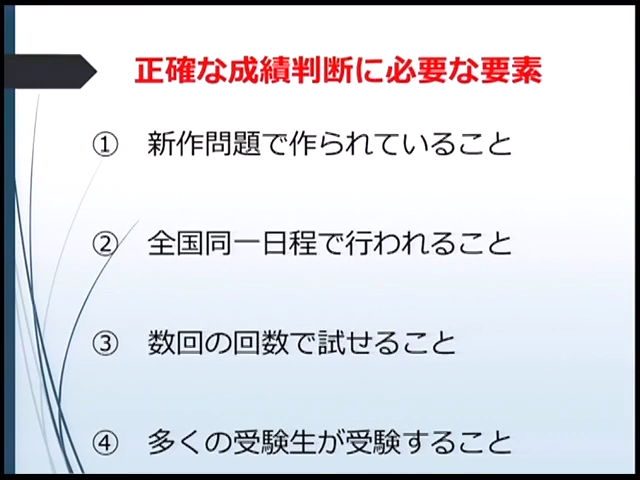 正確な成績判断に必要な要素
① 新作問題で作られていること
② 全国同一日程で行われること
③ 数回の回数で試せること
④ 多くの受験生が受験すること